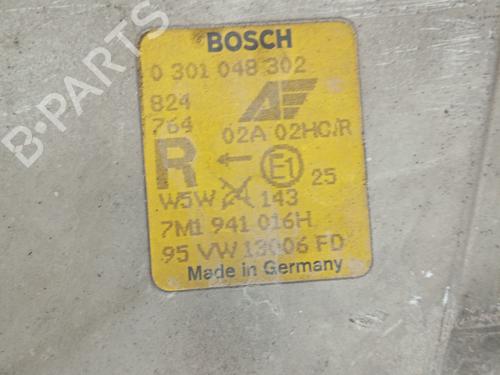 B-PARTS
BOSCH
0 301 048 302
824
764 02A 02HC/R
R ← E1 25
W5W 143
7M1 941 016H
95 VW 13006 FD
Made in Germany